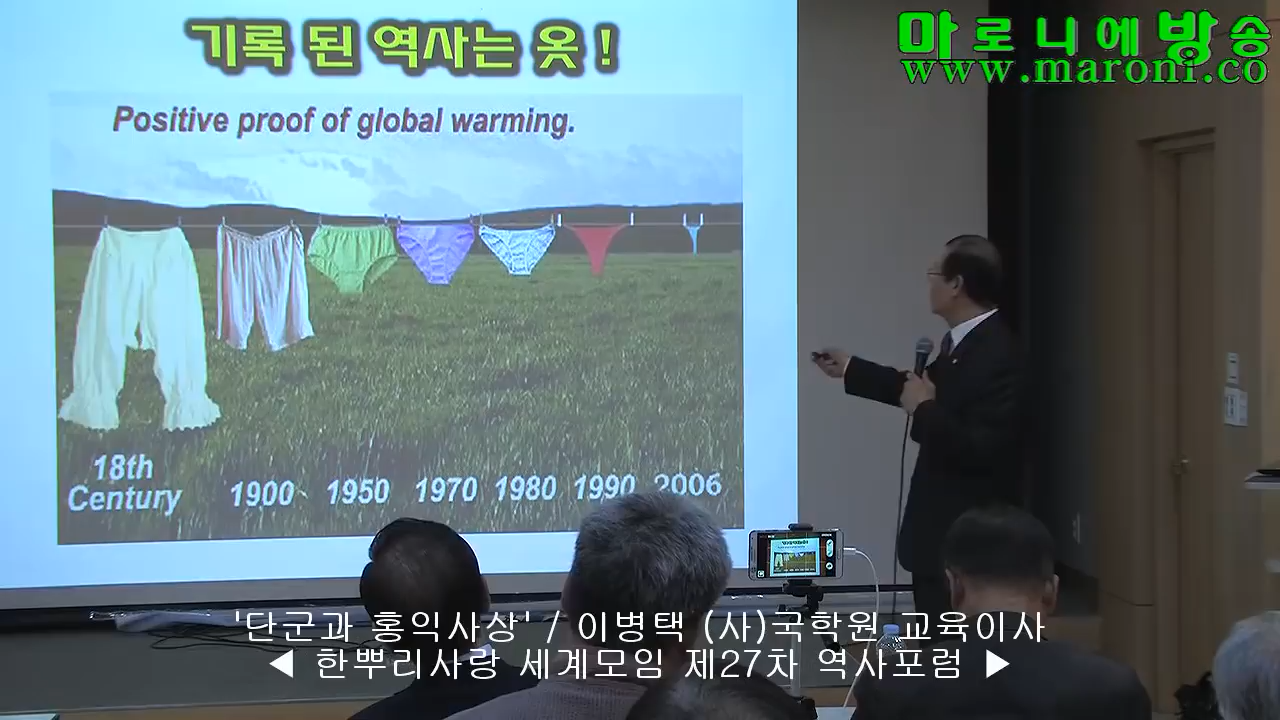 기록 된 역사는 옷 !
마로니에방송
www.maroni.co
Positive proof of global warming.
18th
Century
1900 1950 1970 1980 1990 2006
'단군과 홍익사상' / 이병택 (사)국학원 교육이사
◀ 한뿌리사랑 세계모임 제27차 역사포럼 ▶